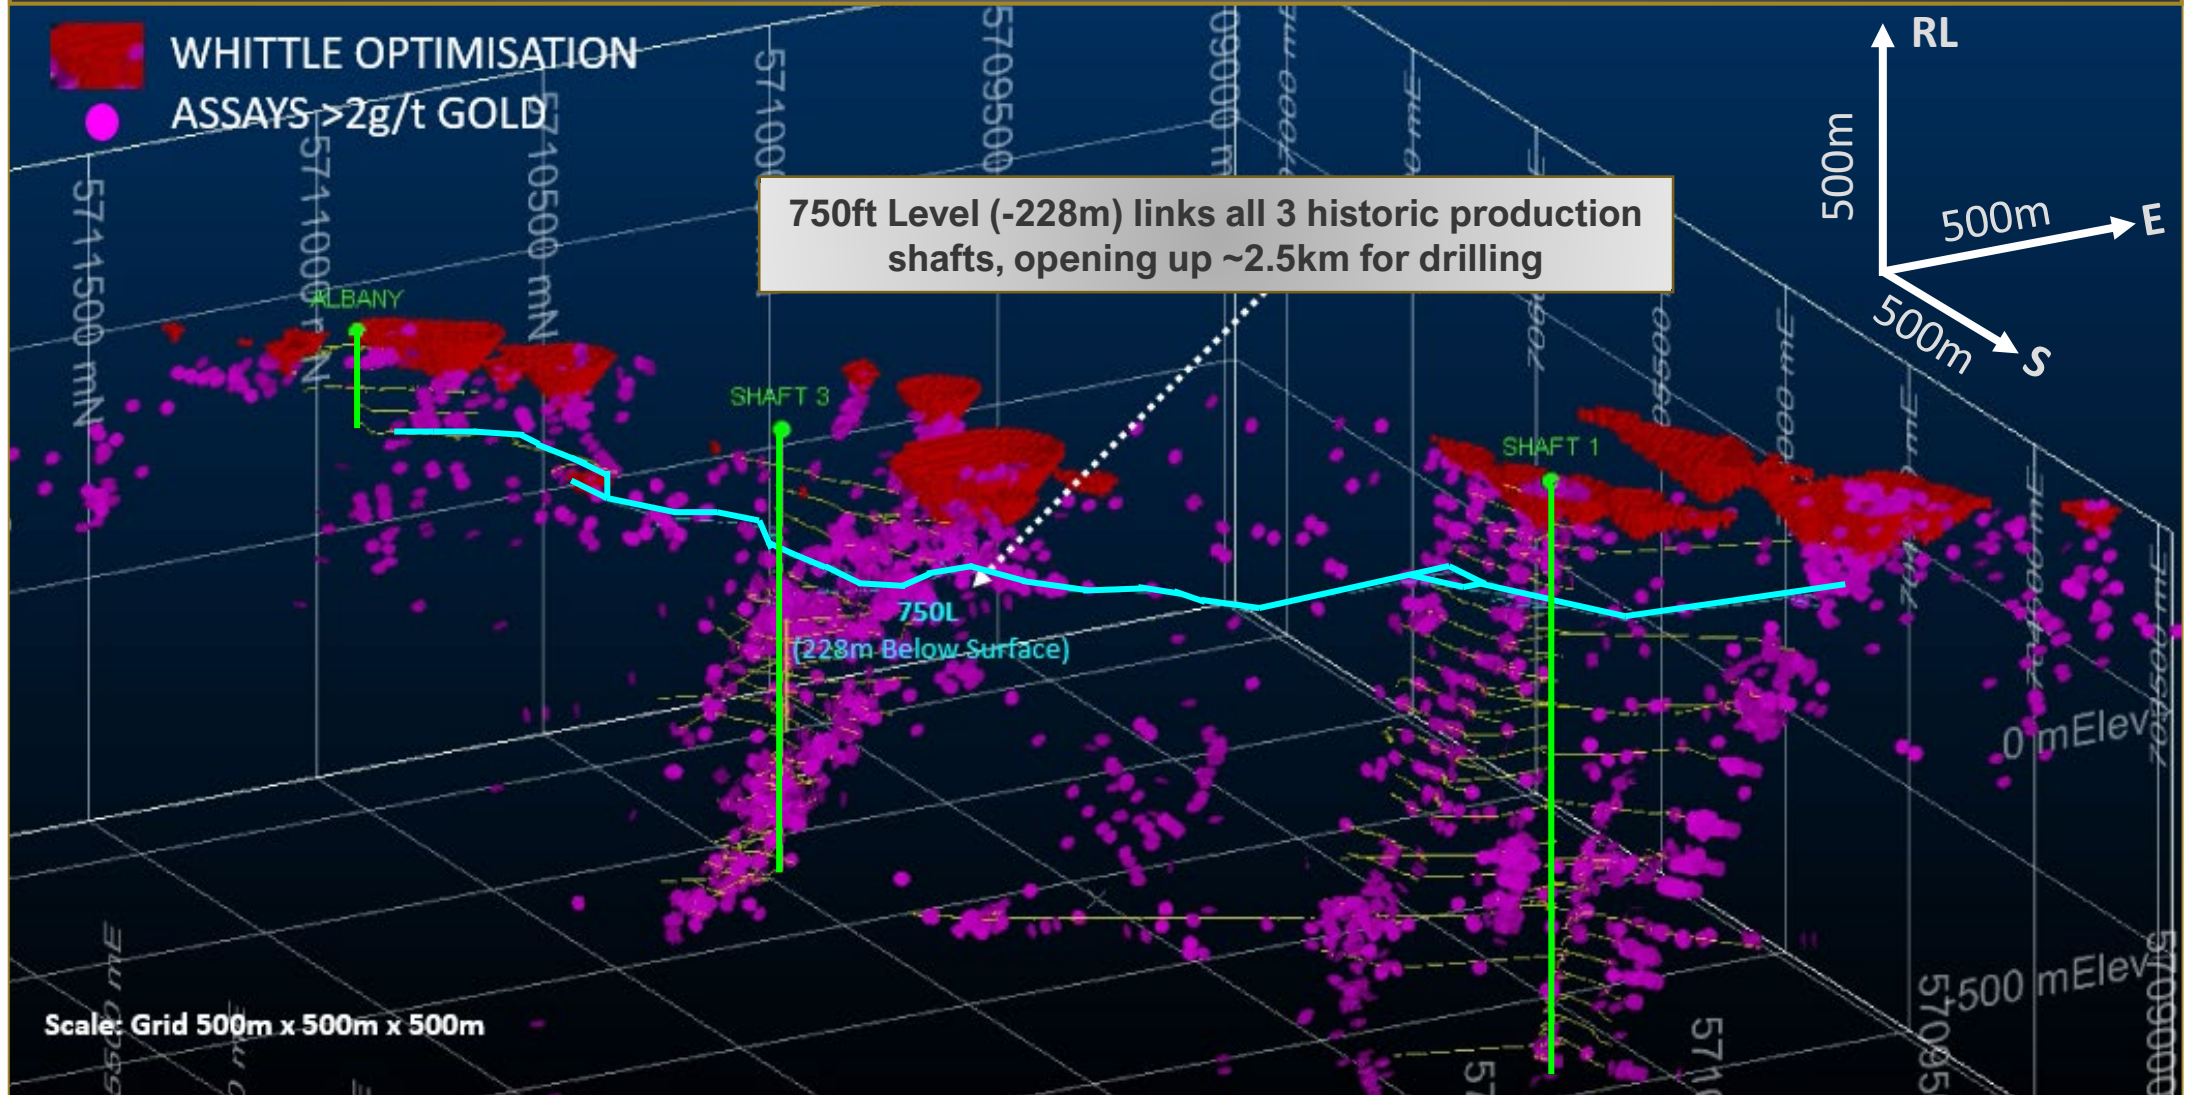 WHITTLE OPTIMISATION
ASSAYS >2g/t GOLD
RL
500m
500m
E
500m
S
750ft Level (-228m) links all 3 historic production
shafts, opening up ~2.5km for drilling
5711500 mN
5711000 mN
5710500 mN
5709500
ALBANY
SHAFT 3
SHAFT 1
750L
(228m Below Surface)
0 mElev
-500 mElev
Scale: Grid 500m x 500m x 500m